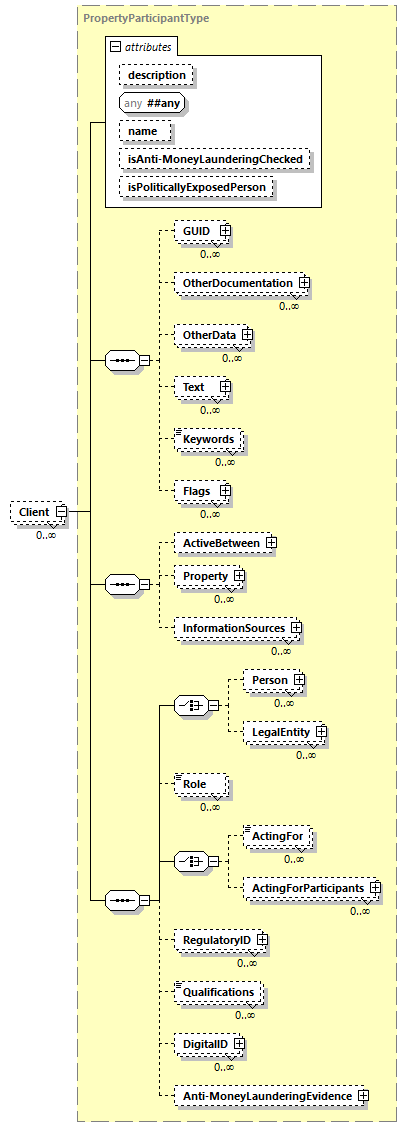 PropertyParticipantType
attributes
description
any ##any
name
isAnti-MoneyLaunderingChecked
isPoliticallyExposedPerson
GUID
0..∞
OtherDocumentation
0..∞
OtherData
0..∞
Text
0..∞
Keywords
0..∞
Flags
0..∞
Client
0..∞
ActiveBetween
Property
0..∞
InformationSources
0..∞
Person
0..∞
LegalEntity
0..∞
Role
0..∞
ActingFor
0..∞
ActingForParticipants
0..∞
RegulatoryID
0..∞
Qualifications
0..∞
DigitalID
0..∞
Anti-MoneyLaunderingEvidence